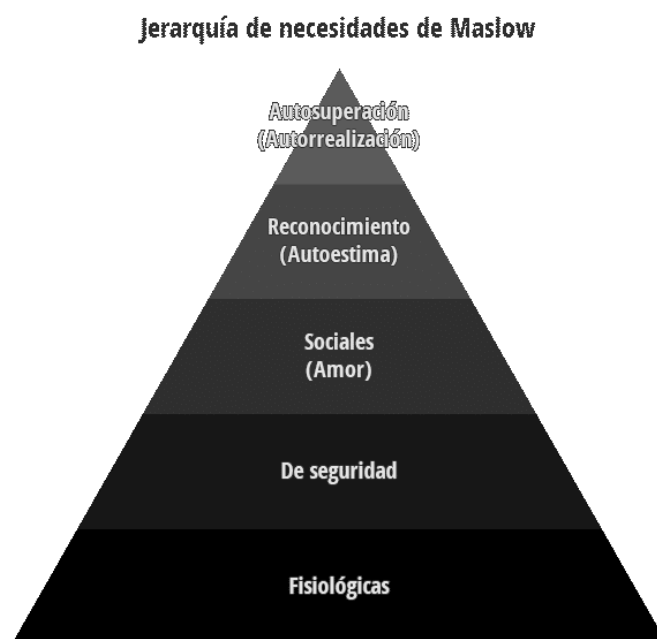 Jerarquía de necesidades de Maslow
Autosuperación
(Autorrealización)
Reconocimiento
(Autoestima)
Sociales
(Amor)
De seguridad
Fisiológicas